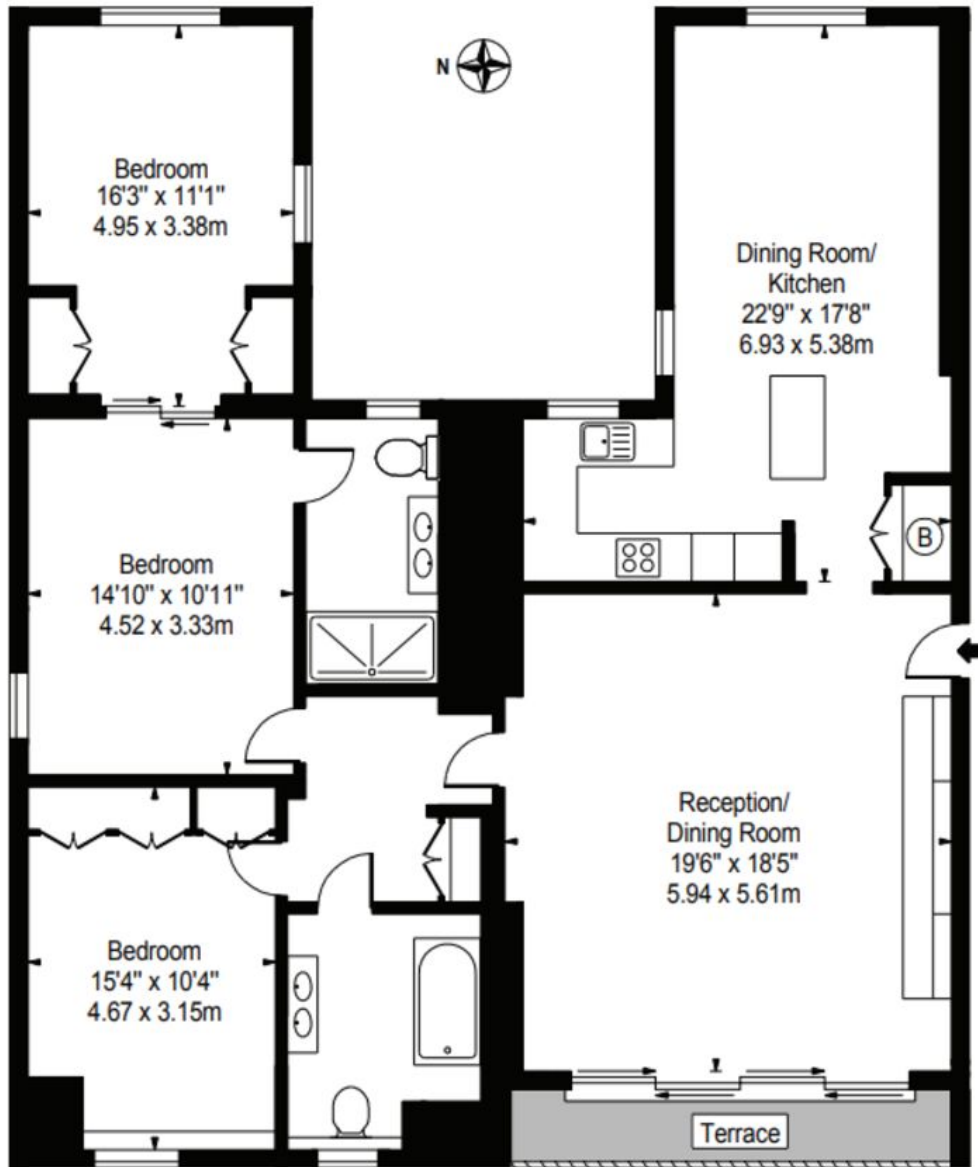 N
Bedroom
16'3" x 11'1"
4.95 x 3.38m
Dining Room/
Kitchen
22'9" x 17'8"
6.93 x 5.38m
B
Bedroom
14'10" x 10'11"
4.52 x 3.33m
Reception/
Dining Room
19'6" x 18'5"
5.94 x 5.61m
Bedroom
15'4" x 10'4"
4.67 x 3.15m
Terrace